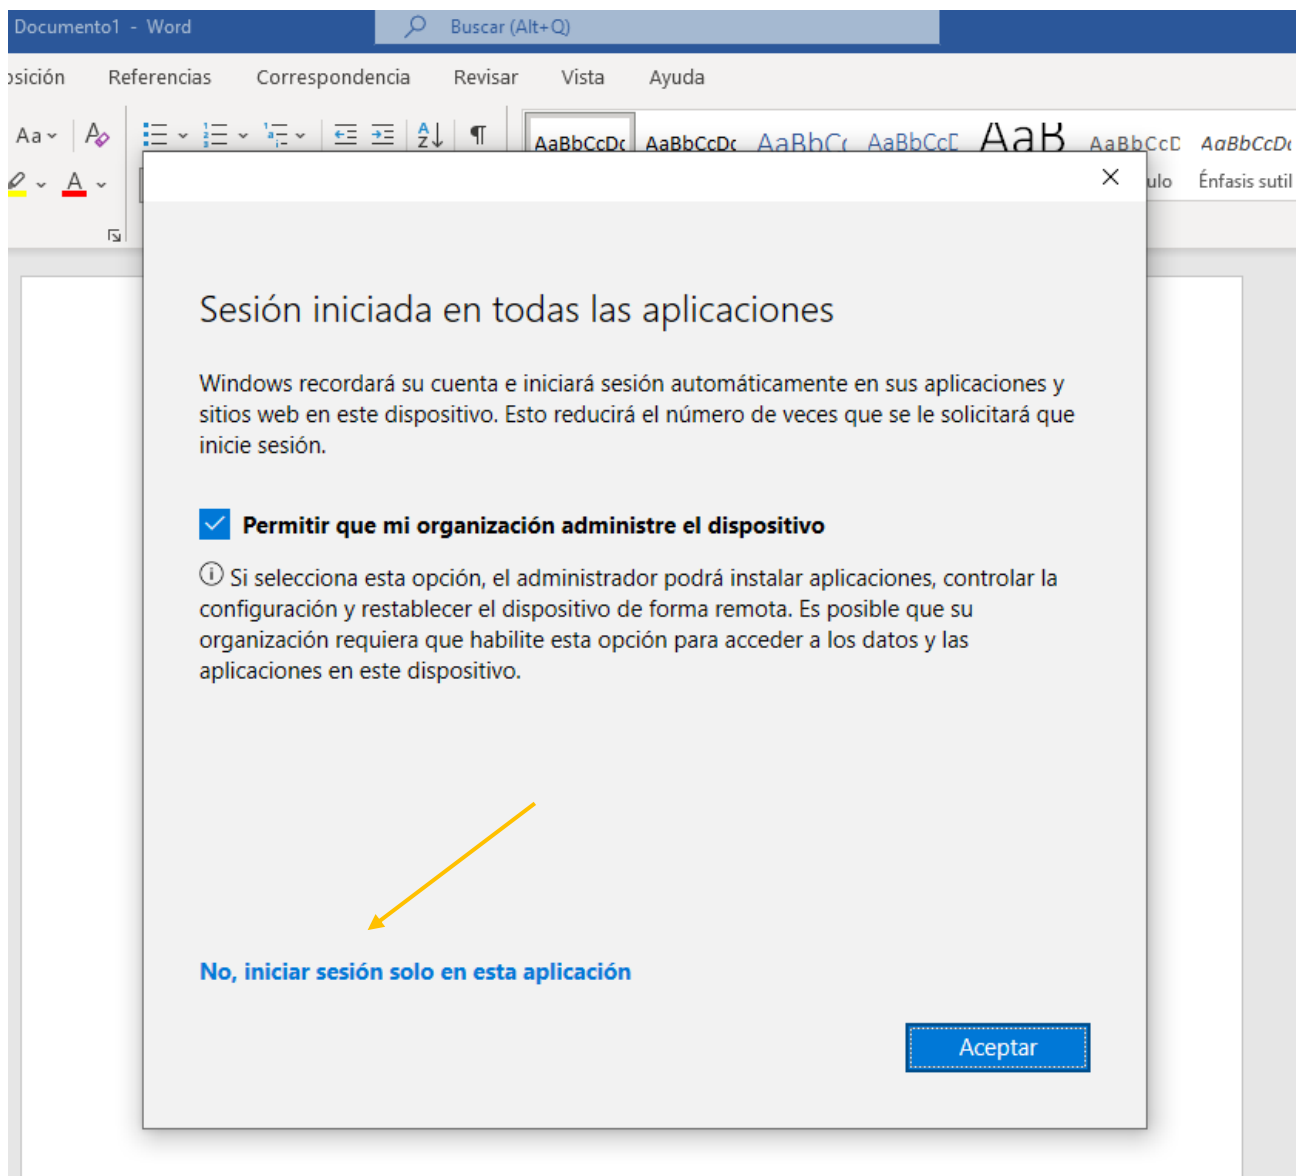 Documento1 - Word
Buscar (Alt+Q)
osición Referencias Correspondencia Revisar Vista Ayuda
Aa
AaBbCcDc AaBbCcDc AaBbCc AaBbCcD AaB AaBbCcD AaBbCcDc
ulo Énfasis sutil
Sesión iniciada en todas las aplicaciones
Windows recordará su cuenta e iniciará sesión automáticamente en sus aplicaciones y
sitios web en este dispositivo. Esto reducirá el número de veces que se le solicitará que
inicie sesión.
Permitir que mi organización administre el dispositivo
Si selecciona esta opción, el administrador podrá instalar aplicaciones, controlar la
configuración y restablecer el dispositivo de forma remota. Es posible que su
organización requiera que habilite esta opción para acceder a los datos y las
aplicaciones en este dispositivo.
No, iniciar sesión solo en esta aplicación
Aceptar